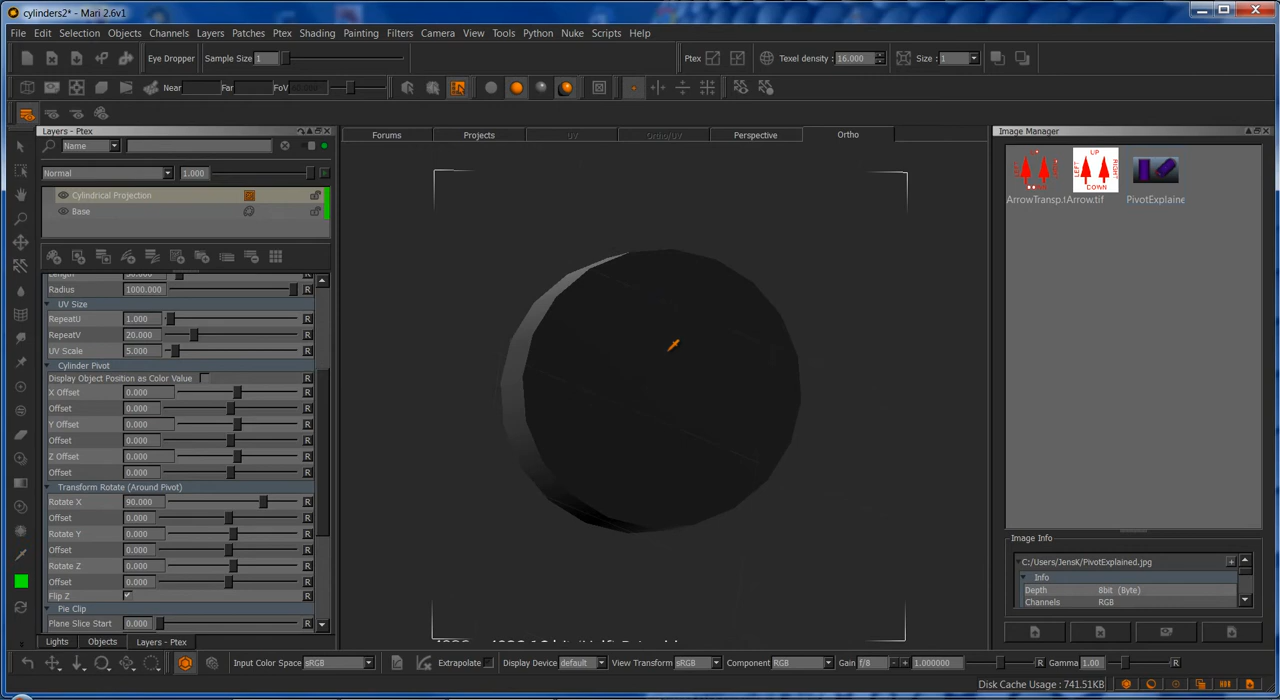 cylinders2* - Mari 2.6v1
File Edit Selection Objects Channels Layers Patches Ptex Shading Painting Filters Camera View Tools Python Nuke Scripts Help
Eye Dropper Sample Size 1 Ptex Texel density : 16.000 Size : 1
Near Far FoV
Layers - Ptex
Name
Normal 1.000
Cylindrical Projection
Base
Radius 1000.000 R
UV Size
RepeatU 1.000 R
RepeatV 20.000 R
UV Scale 5.000 R
Cylinder Pivot
Display Object Position as Color Value R
X Offset 0.000 R
Offset 0.000 R
Y Offset 0.000 R
Offset 0.000 R
Z Offset 0.000 R
Offset 0.000 R
Transform Rotate (Around Pivot)
Rotate X 90.000 R
Offset 0.000 R
Rotate Y 0.000 R
Offset 0.000 R
Rotate Z 0.000 R
Offset 0.000 R
Flip Z R
Pie Clip
Plane Slice Start 0.000
Lights Objects Layers - Ptex
Forums Projects UV Ortho/UV Perspective Ortho
Image Manager
UP LEFT RIGHT DOWN
ArrowTransp.t Arrow.tif PivotExplaine
Image Info
C:/Users/JensK/PivotExplained.jpg
Info
Depth 8bit (Byte)
Channels RGB
Input Color Space sRGB Extrapolate Display Device default View Transform sRGB Component RGB Gain f/8 - + 1.000000 R Gamma 1.00 R
Disk Cache Usage : 741.51KB